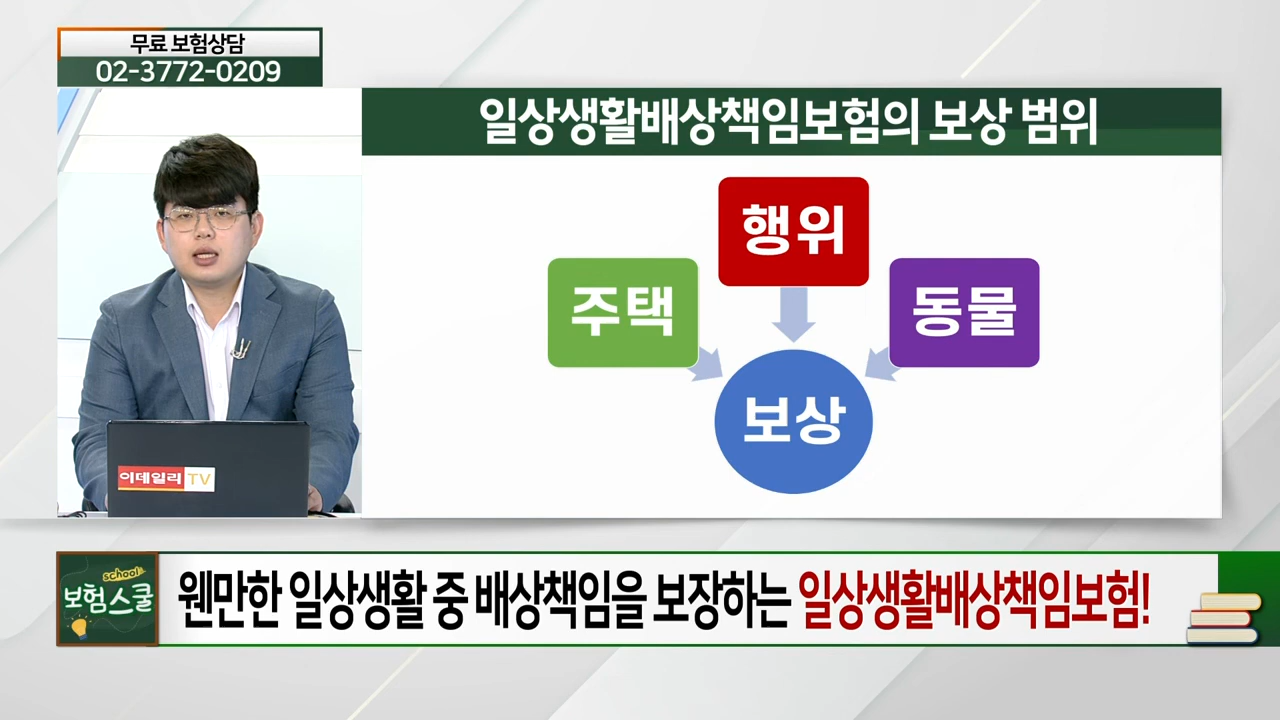 무료 보험상담
02-3772-0209
일상생활배상책임보험의 보상 범위
행위
주택
동물
보상
이데일리 TV
school
보험스쿨
웬만한 일상생활 중 배상책임을 보장하는 일상생활배상책임보험!